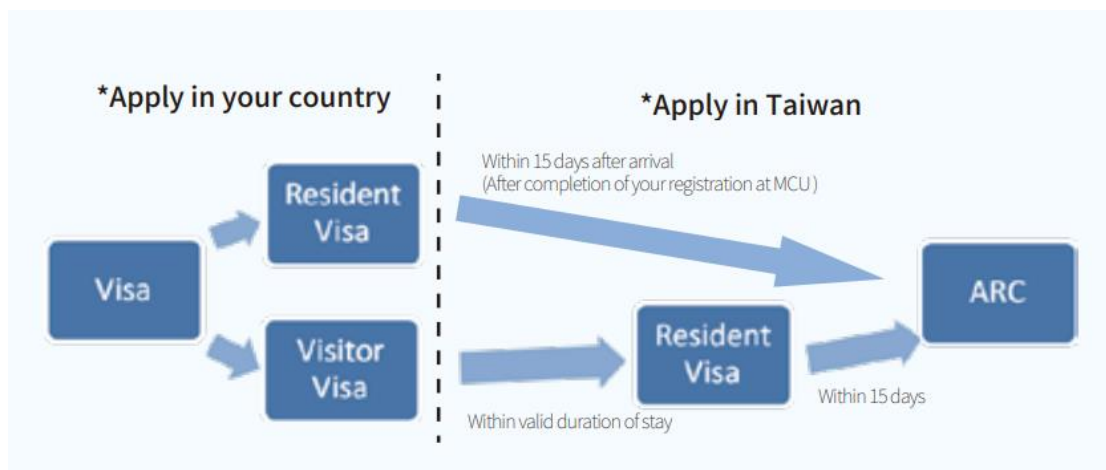 *Apply in your country
*Apply in Taiwan
Within 15 days after arrival
(After completion of your registration at MCU )
Resident
Visa
Visa
ARC
Visitor
Visa
Resident
Visa
Within 15 days
Within valid duration of stay